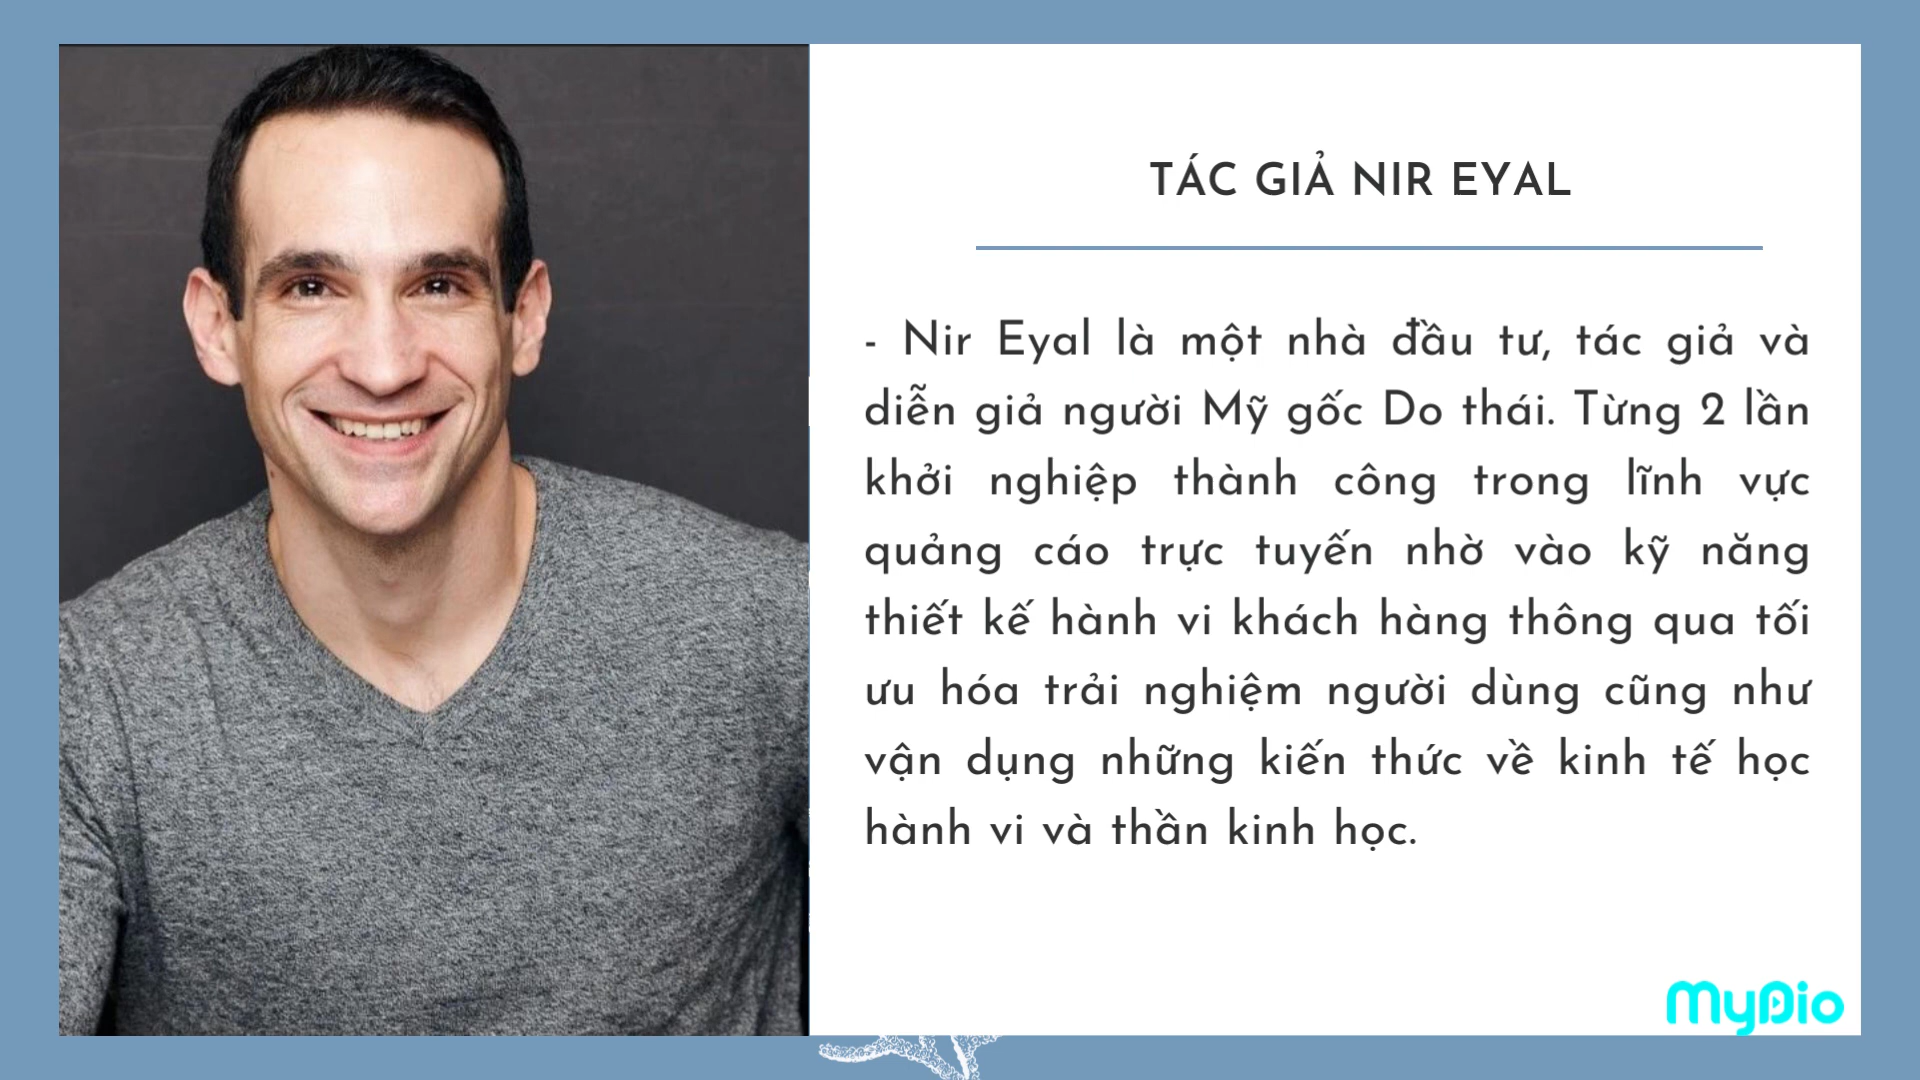 TÁC GIẢ NIR EYAL
- Nir Eyal là một nhà đầu tư, tác giả và
diễn giả người Mỹ gốc Do thái. Từng 2 lần
khởi nghiệp thành công trong lĩnh vực
quảng cáo trực tuyến nhờ vào kỹ năng
thiết kế hành vi khách hàng thông qua tối
ưu hóa trải nghiệm người dùng cũng như
vận dụng những kiến thức về kinh tế học
hành vi và thần kinh học.
MyDio